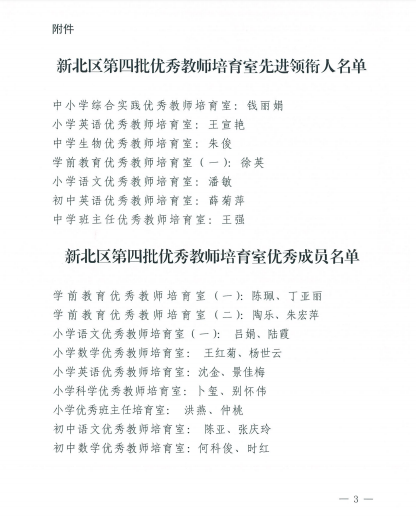 附件
新北区第四批优秀教师培育室先进领衔人名单
中小学综合实践优秀教师培育室：钱丽娟
小学英语优秀教师培育室：王宣艳
中学生物优秀教师培育室：朱俊
学前教育优秀教师培育室（一）：徐英
小学语文优秀教师培育室：潘敏
初中英语优秀教师培育室：薛菊萍
中学班主任优秀教师培育室：王强
新北区第四批优秀教师培育室优秀成员名单
学前教育优秀教师培育室（一）：陈珮、丁亚丽
学前教育优秀教师培育室（二）：陶乐、朱宏萍
小学语文优秀教师培育室（一）：吕娟、陆霞
小学数学优秀教师培育室：王红菊、杨世云
小学英语优秀教师培育室：沈金、景佳梅
小学科学优秀教师培育室：卜玺、别怀伟
小学优秀班主任培育室：洪燕、仲桃
初中语文优秀教师培育室：陈亚、张庆玲
初中数学优秀教师培育室：何科俊、时红
— 3 —